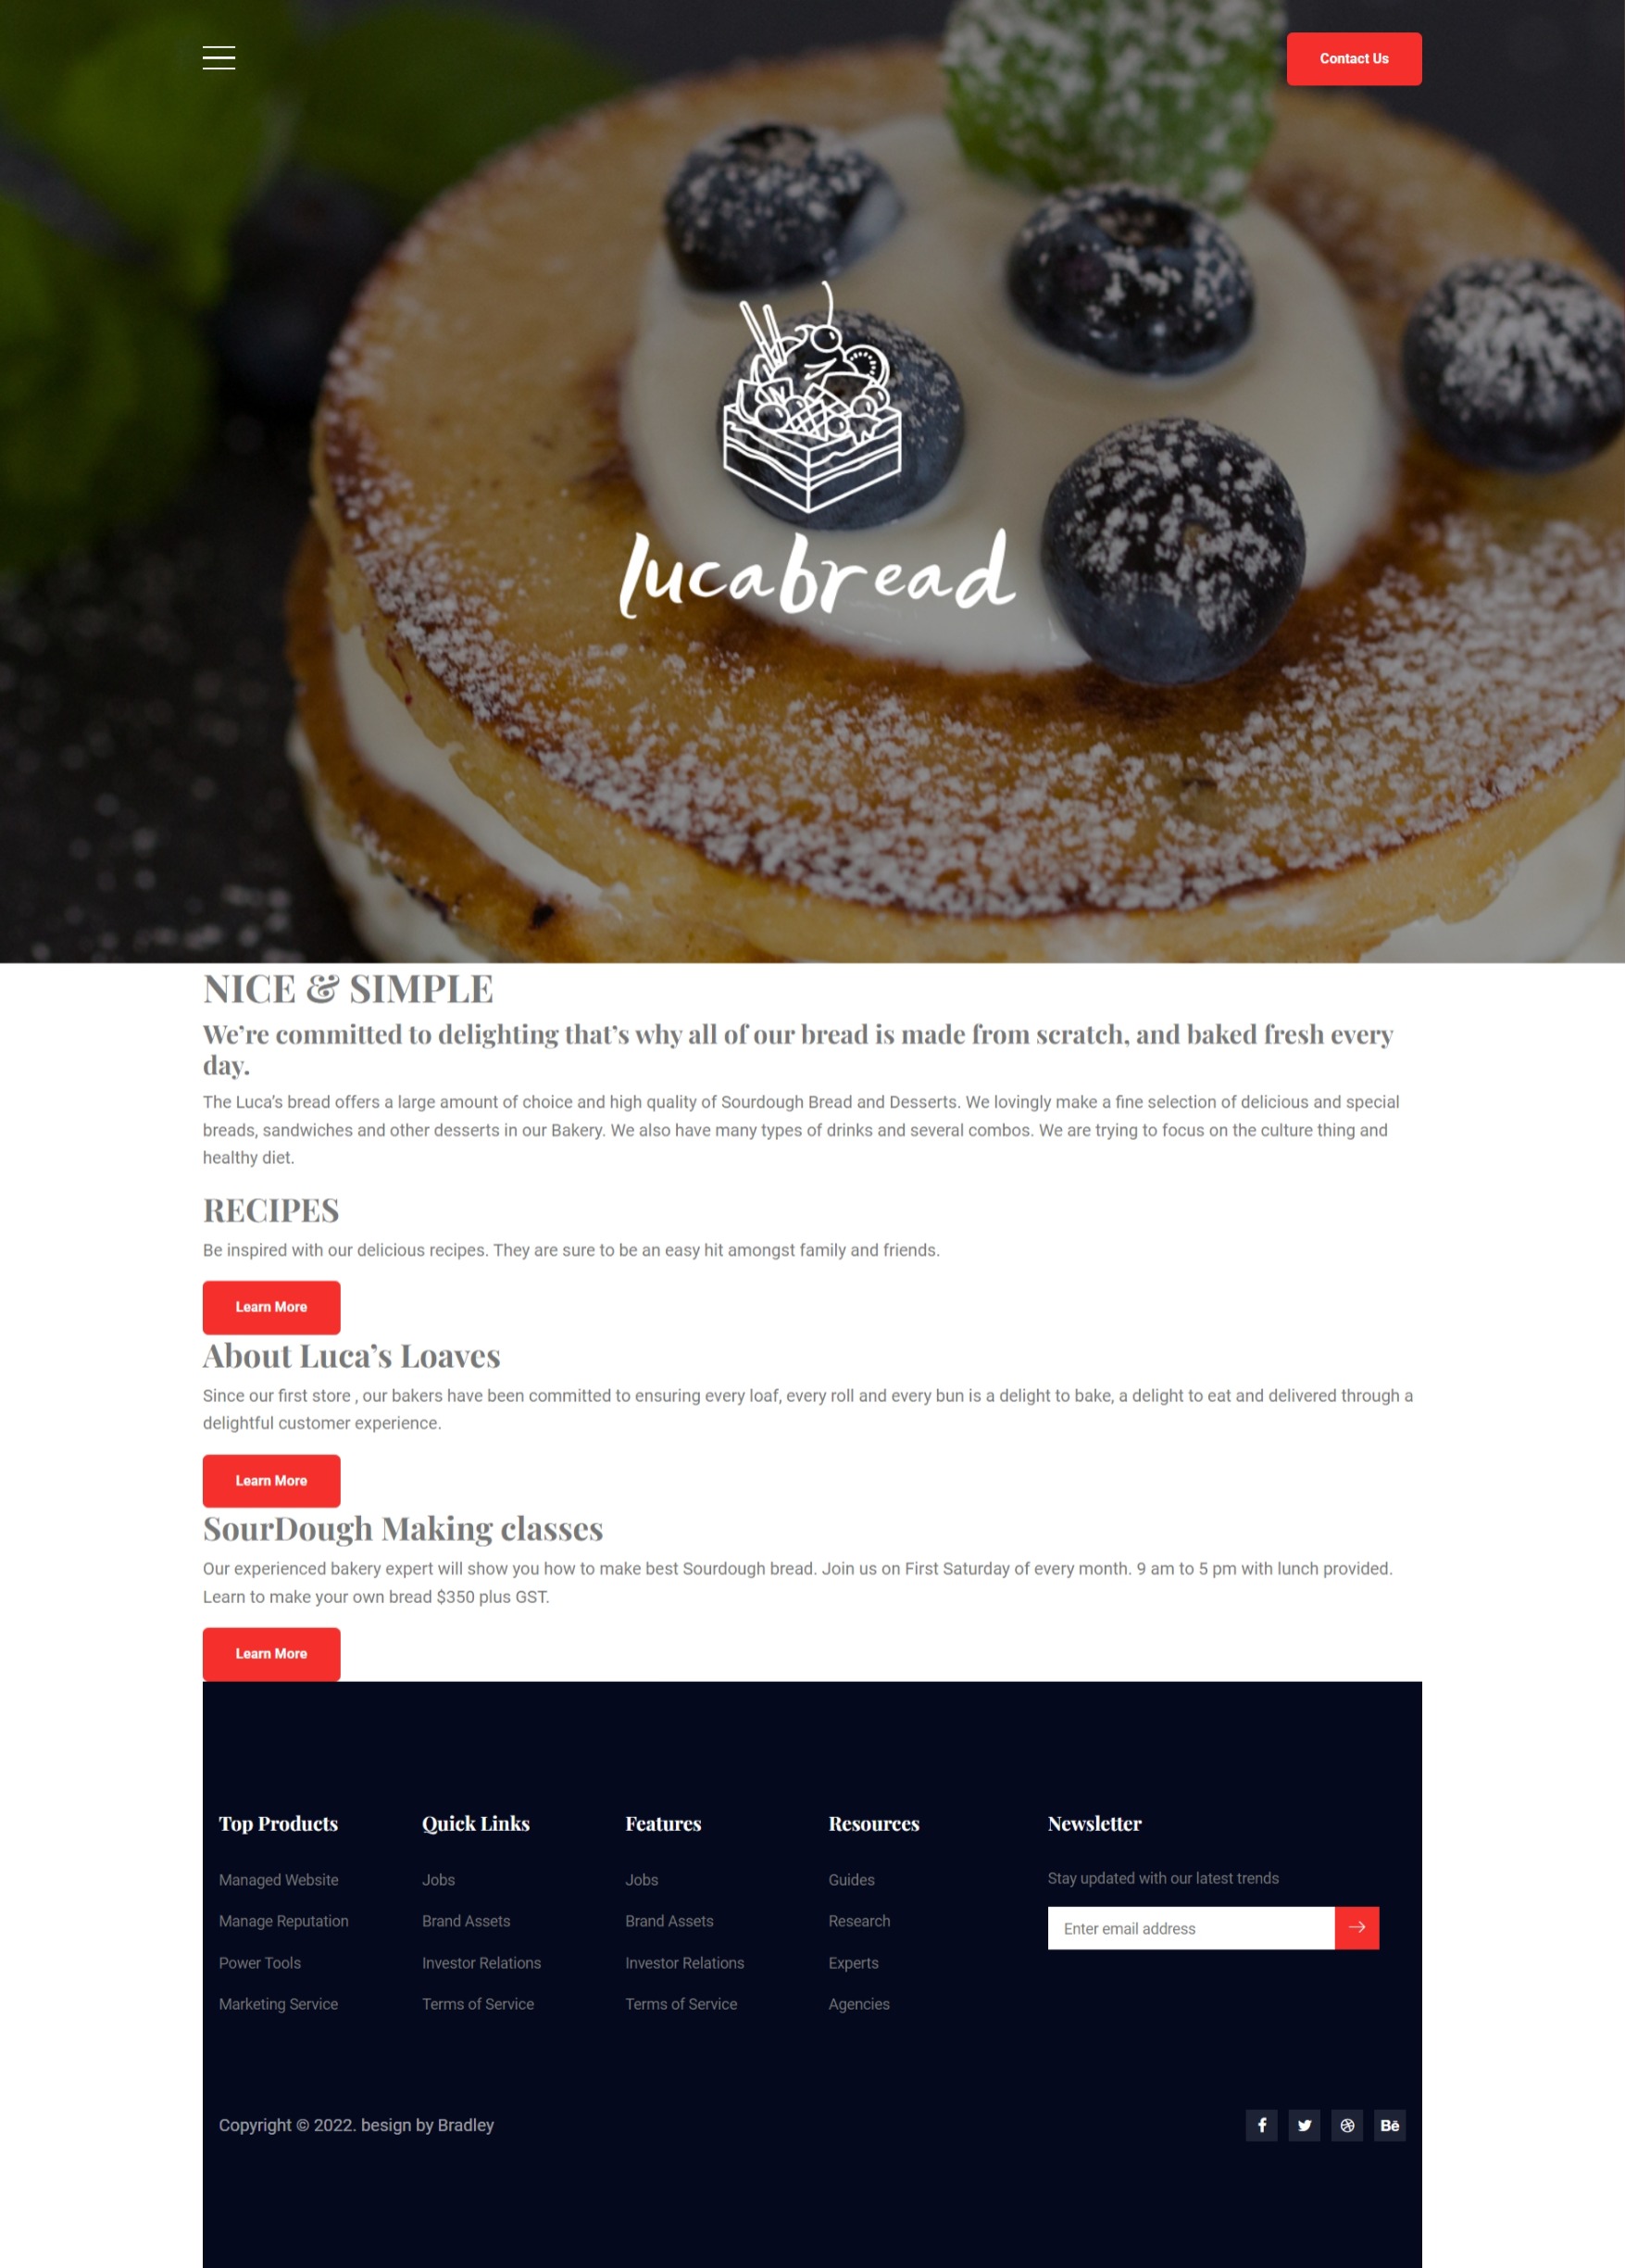 Contact Us
lucabread
NICE & SIMPLE
We’re committed to delighting that’s why all of our bread is made from scratch, and baked fresh every
day.
The Luca’s bread offers a large amount of choice and high quality of Sourdough Bread and Desserts. We lovingly make a fine selection of delicious and special
breads, sandwiches and other desserts in our Bakery. We also have many types of drinks and several combos. We are trying to focus on the culture thing and
healthy diet.
RECIPES
Be inspired with our delicious recipes. They are sure to be an easy hit amongst family and friends.
Learn More
About Luca’s Loaves
Since our first store , our bakers have been committed to ensuring every loaf, every roll and every bun is a delight to bake, a delight to eat and delivered through a
delightful customer experience.
Learn More
SourDough Making classes
Our experienced bakery expert will show you how to make best Sourdough bread. Join us on First Saturday of every month. 9 am to 5 pm with lunch provided.
Learn to make your own bread $350 plus GST.
Learn More
Top Products
Managed Website
Manage Reputation
Power Tools
Marketing Service
Quick Links
Jobs
Brand Assets
Investor Relations
Terms of Service
Features
Jobs
Brand Assets
Investor Relations
Terms of Service
Resources
Guides
Research
Experts
Agencies
Newsletter
Stay updated with our latest trends
Enter email address
Copyright © 2022. besign by Bradley
Bē